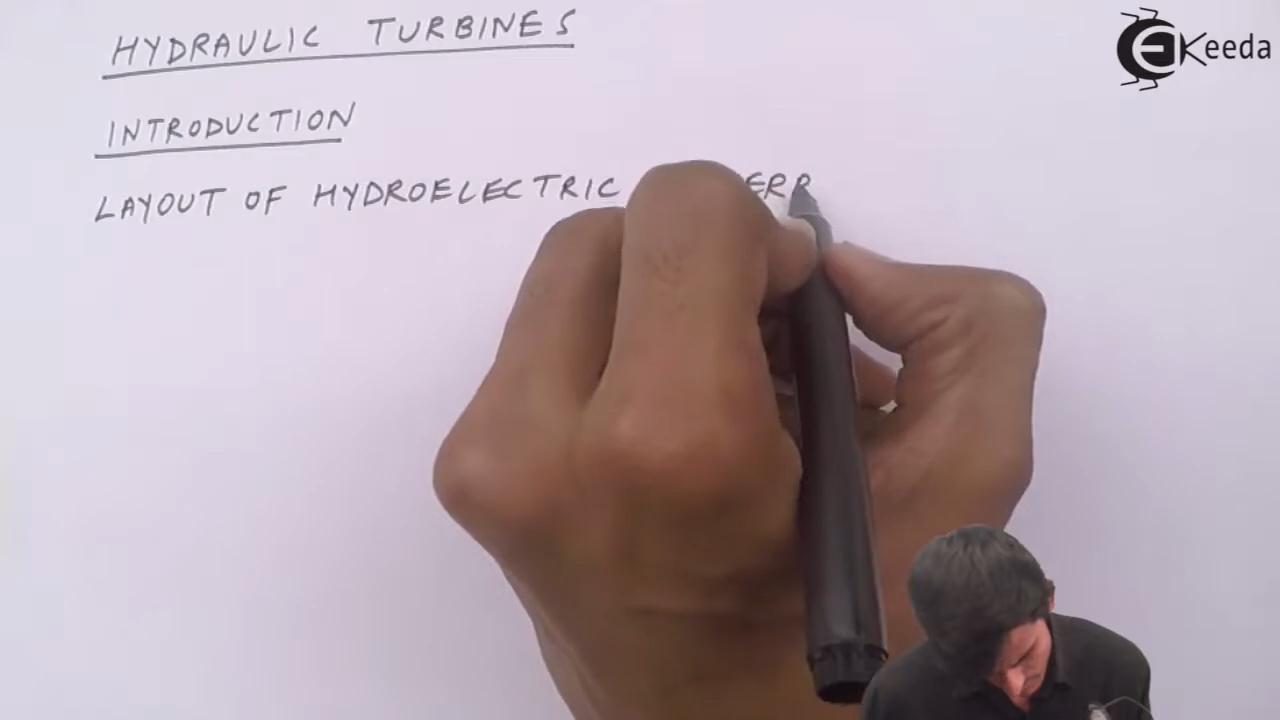 HYDRAULIC TURBINES
EKeeda
INTRODUCTION
LAYOUT OF HYDROELECTRIC